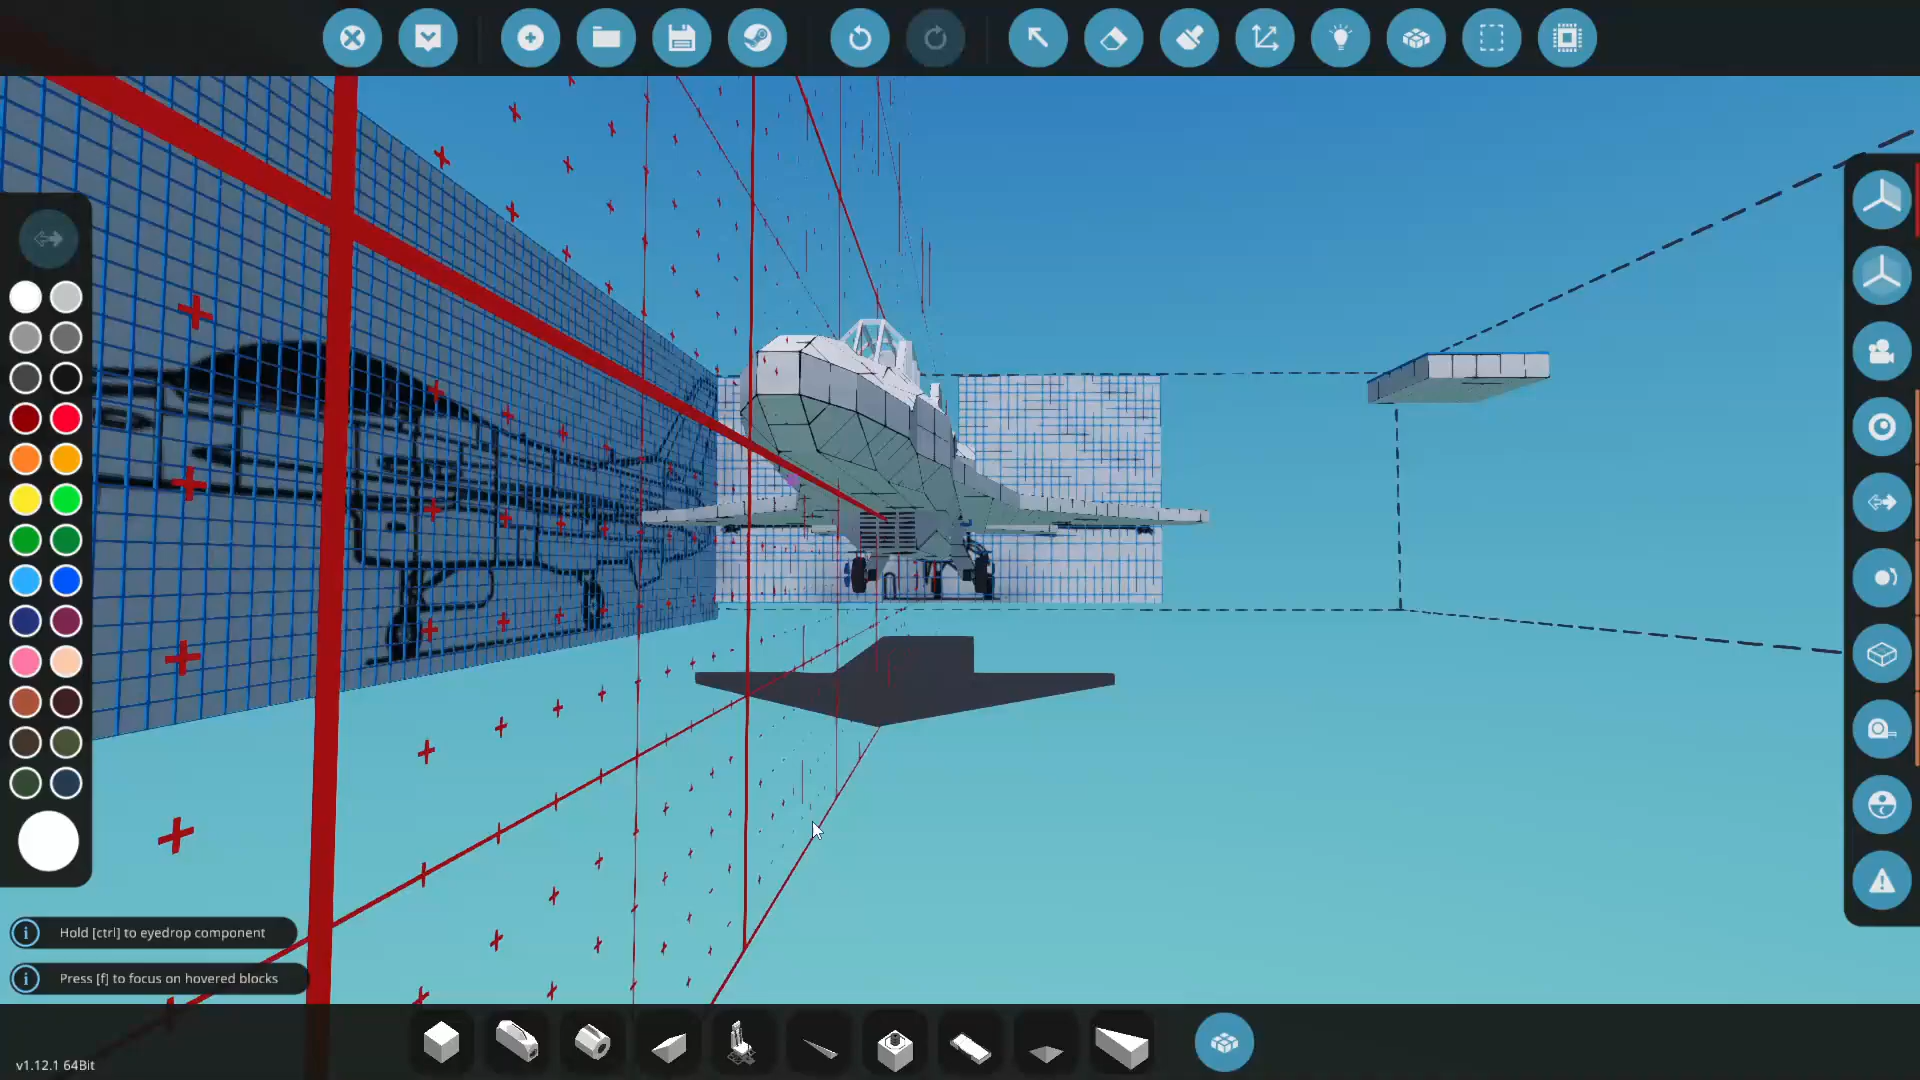 Hold [ctrl] to eyedrop component
Press [f] to focus on hovered blocks
v1.12.1 64Bit